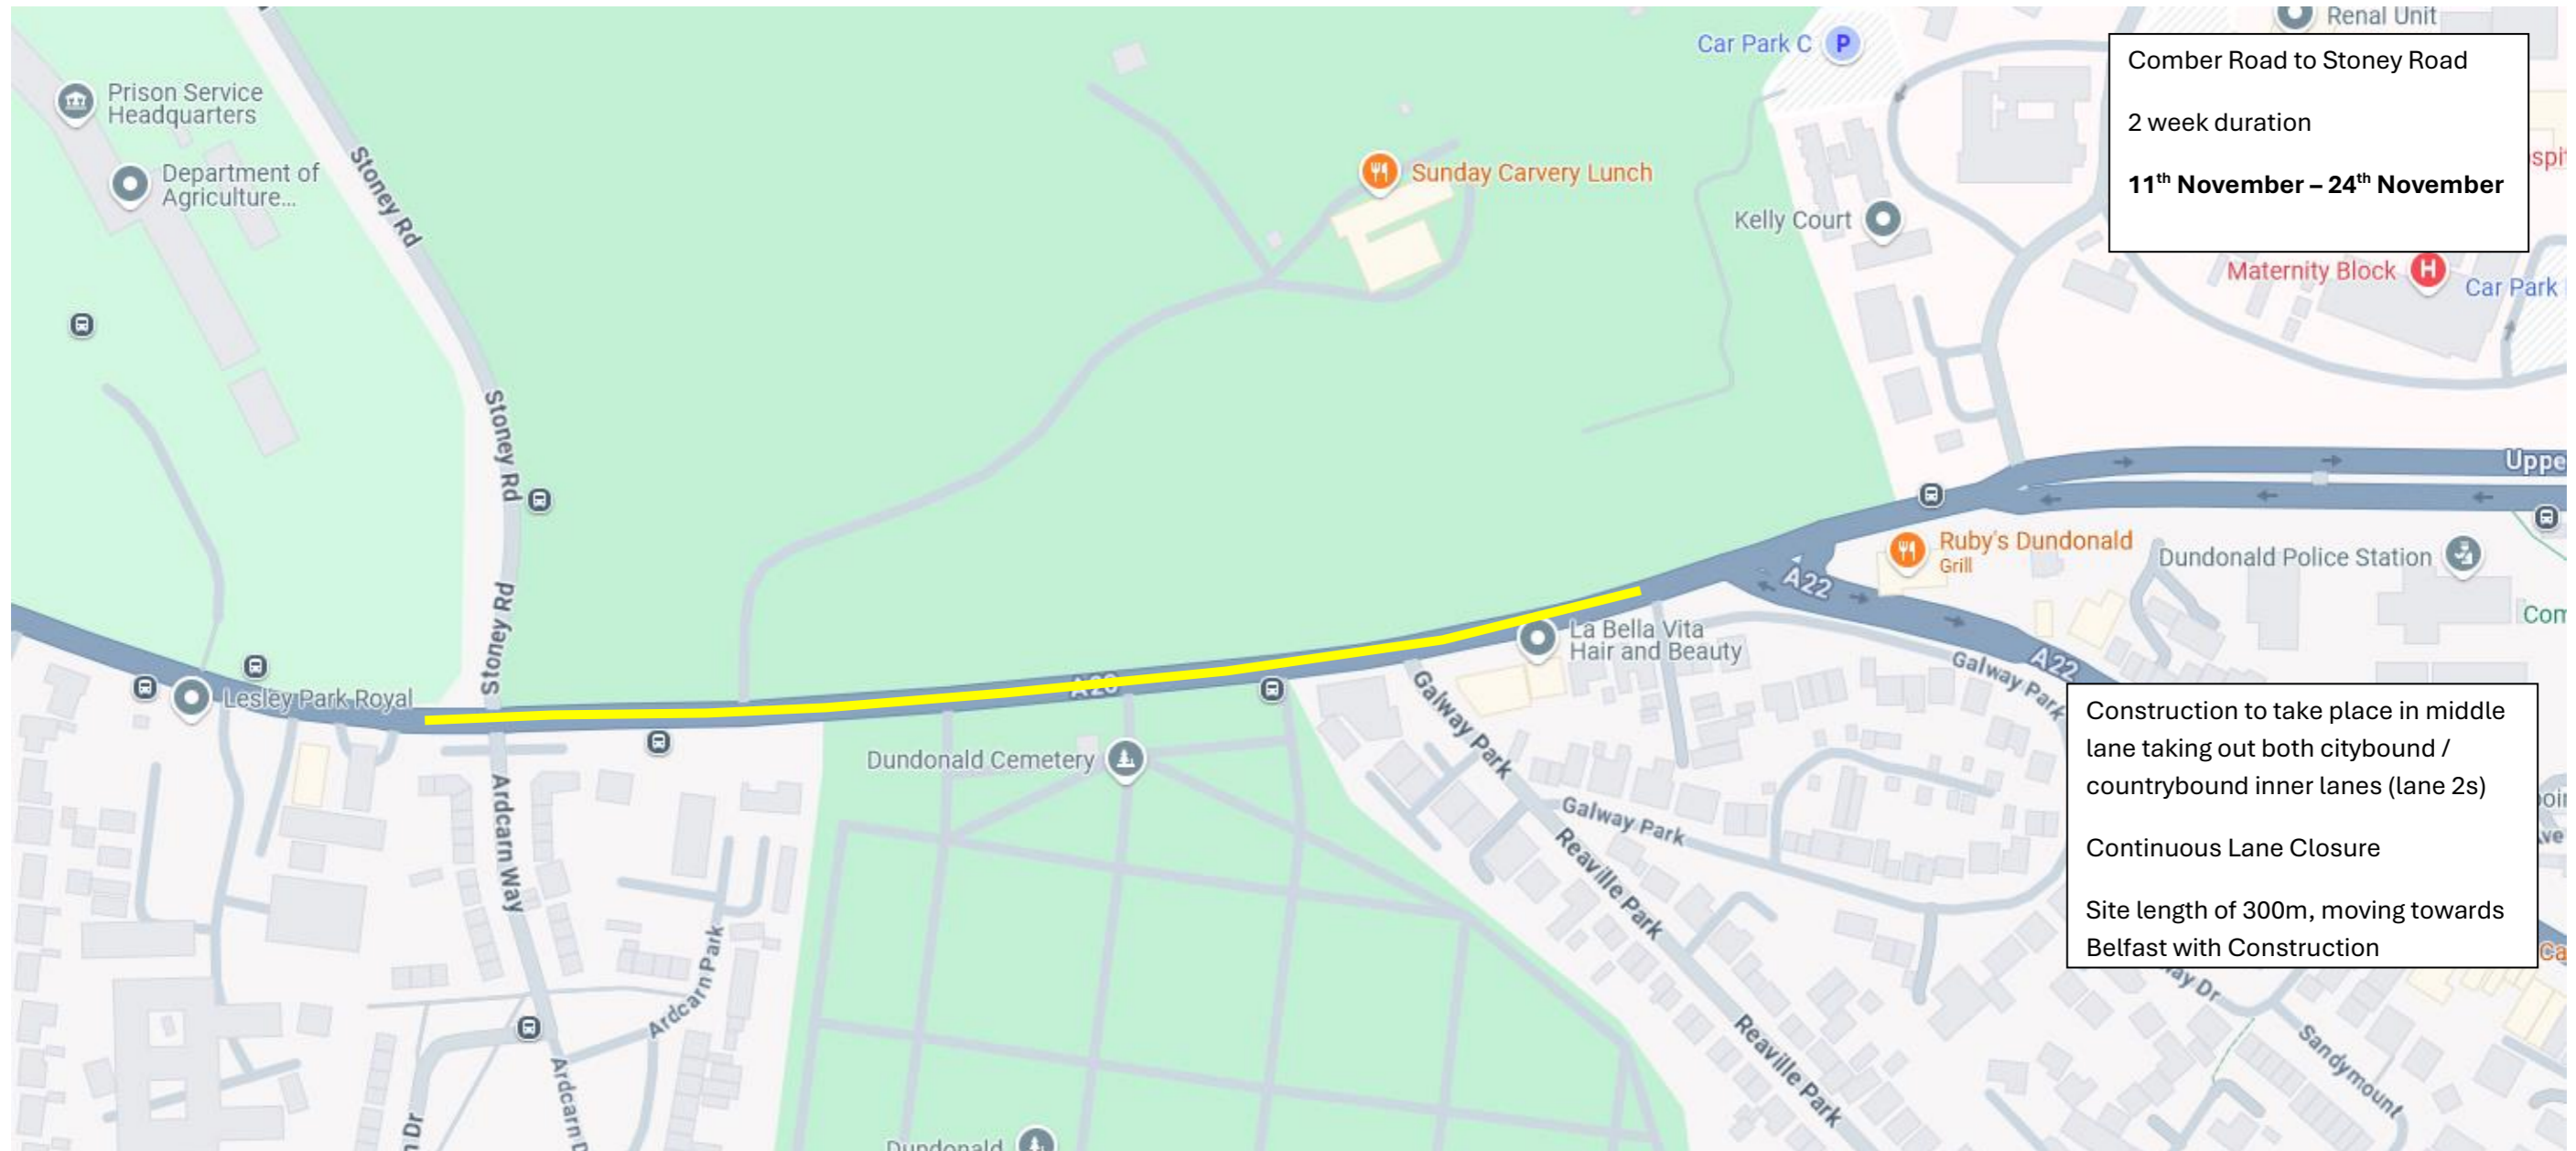 Renal Unit
Car Park C P
Comber Road to Stoney Road
2 week duration
11th November – 24th November
Prison Service
Headquarters
Department of
Agriculture...
Stoney Rd
Sunday Carvery Lunch
Kelly Court
Maternity Block H
Car Park
Stoney Rd
Uppe
Ruby's Dundonald
Grill
Dundonald Police Station
A22
Stoney Rd
La Bella Vita
Hair and Beauty
Galway Park
A22
Lesley Park Royal
Dundonald Cemetery
Galway Park
Construction to take place in middle
lane taking out both citybound /
countrybound inner lanes (lane 2s)
Continuous Lane Closure
Site length of 300m, moving towards
Belfast with Construction
Ardcarn Way
Galway Park
Reaville Park
Ardcarn Park
Sandymount
Reaville Park
Ardcarn D
n Dr
Dundonald